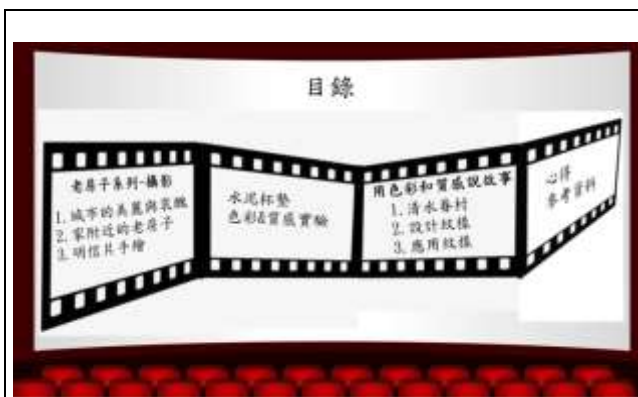 目錄
老房子系列-攝影
1. 城市的美麗與哀醜
2. 家附近的老房子
3. 明信片手繪
水泥杯墊
色彩&質感實驗
用色彩和質感說故事
1. 清水眷村
2. 設計紋樣
3. 應用紋樣
心得
參考資料